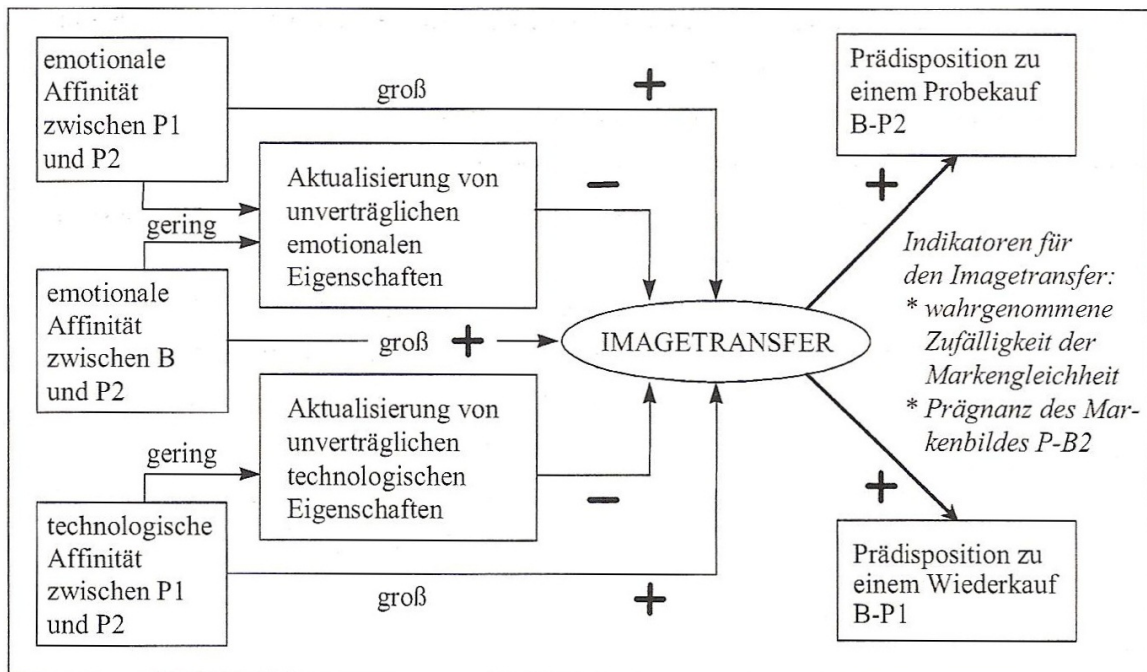 emotionale
Affinität
zwischen P1
und P2
groß
+
Aktualisierung von
unverträglichen
emotionalen
Eigenschaften
−
gering
emotionale
Affinität
zwischen B
und P2
groß +
IMAGETRANSFER
Aktualisierung von
unverträglichen
technologischen
Eigenschaften
−
gering
technologische
Affinität
zwischen P1
und P2
groß
+
Prädisposition zu
einem Probekauf
B-P2
+
Indikatoren für
den Imagetransfer:
* wahrgenommene
Zufälligkeit der
Markengleichheit
* Prägnanz des Mar-
kenbildes P-B2
+
Prädisposition zu
einem Wiederkauf
B-P1